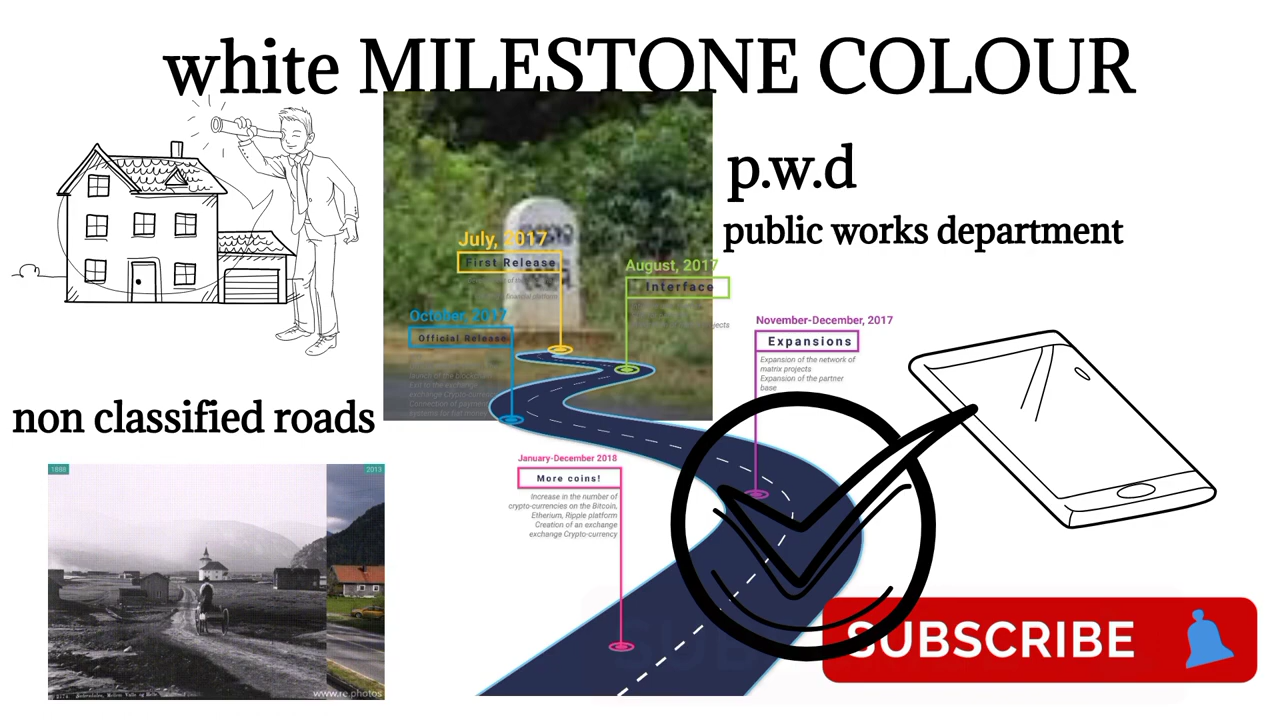 white MILESTONE COLOUR
p.w.d
public works department
July, 2017
First Release
August, 2017
Interface
October, 2017
Official Release
November-December, 2017
Expansions
Expansion of the network of
matrix projects
Expansion of the partner
base
non classified roads
January-December 2018
More coins!
Increase in the number of
crypto-currencies on the Bitcoin,
Etherium, Ripple platform
Creation of an exchange
exchange Crypto-currency
1888
2013
www.re.photos
SUBSCRIBE